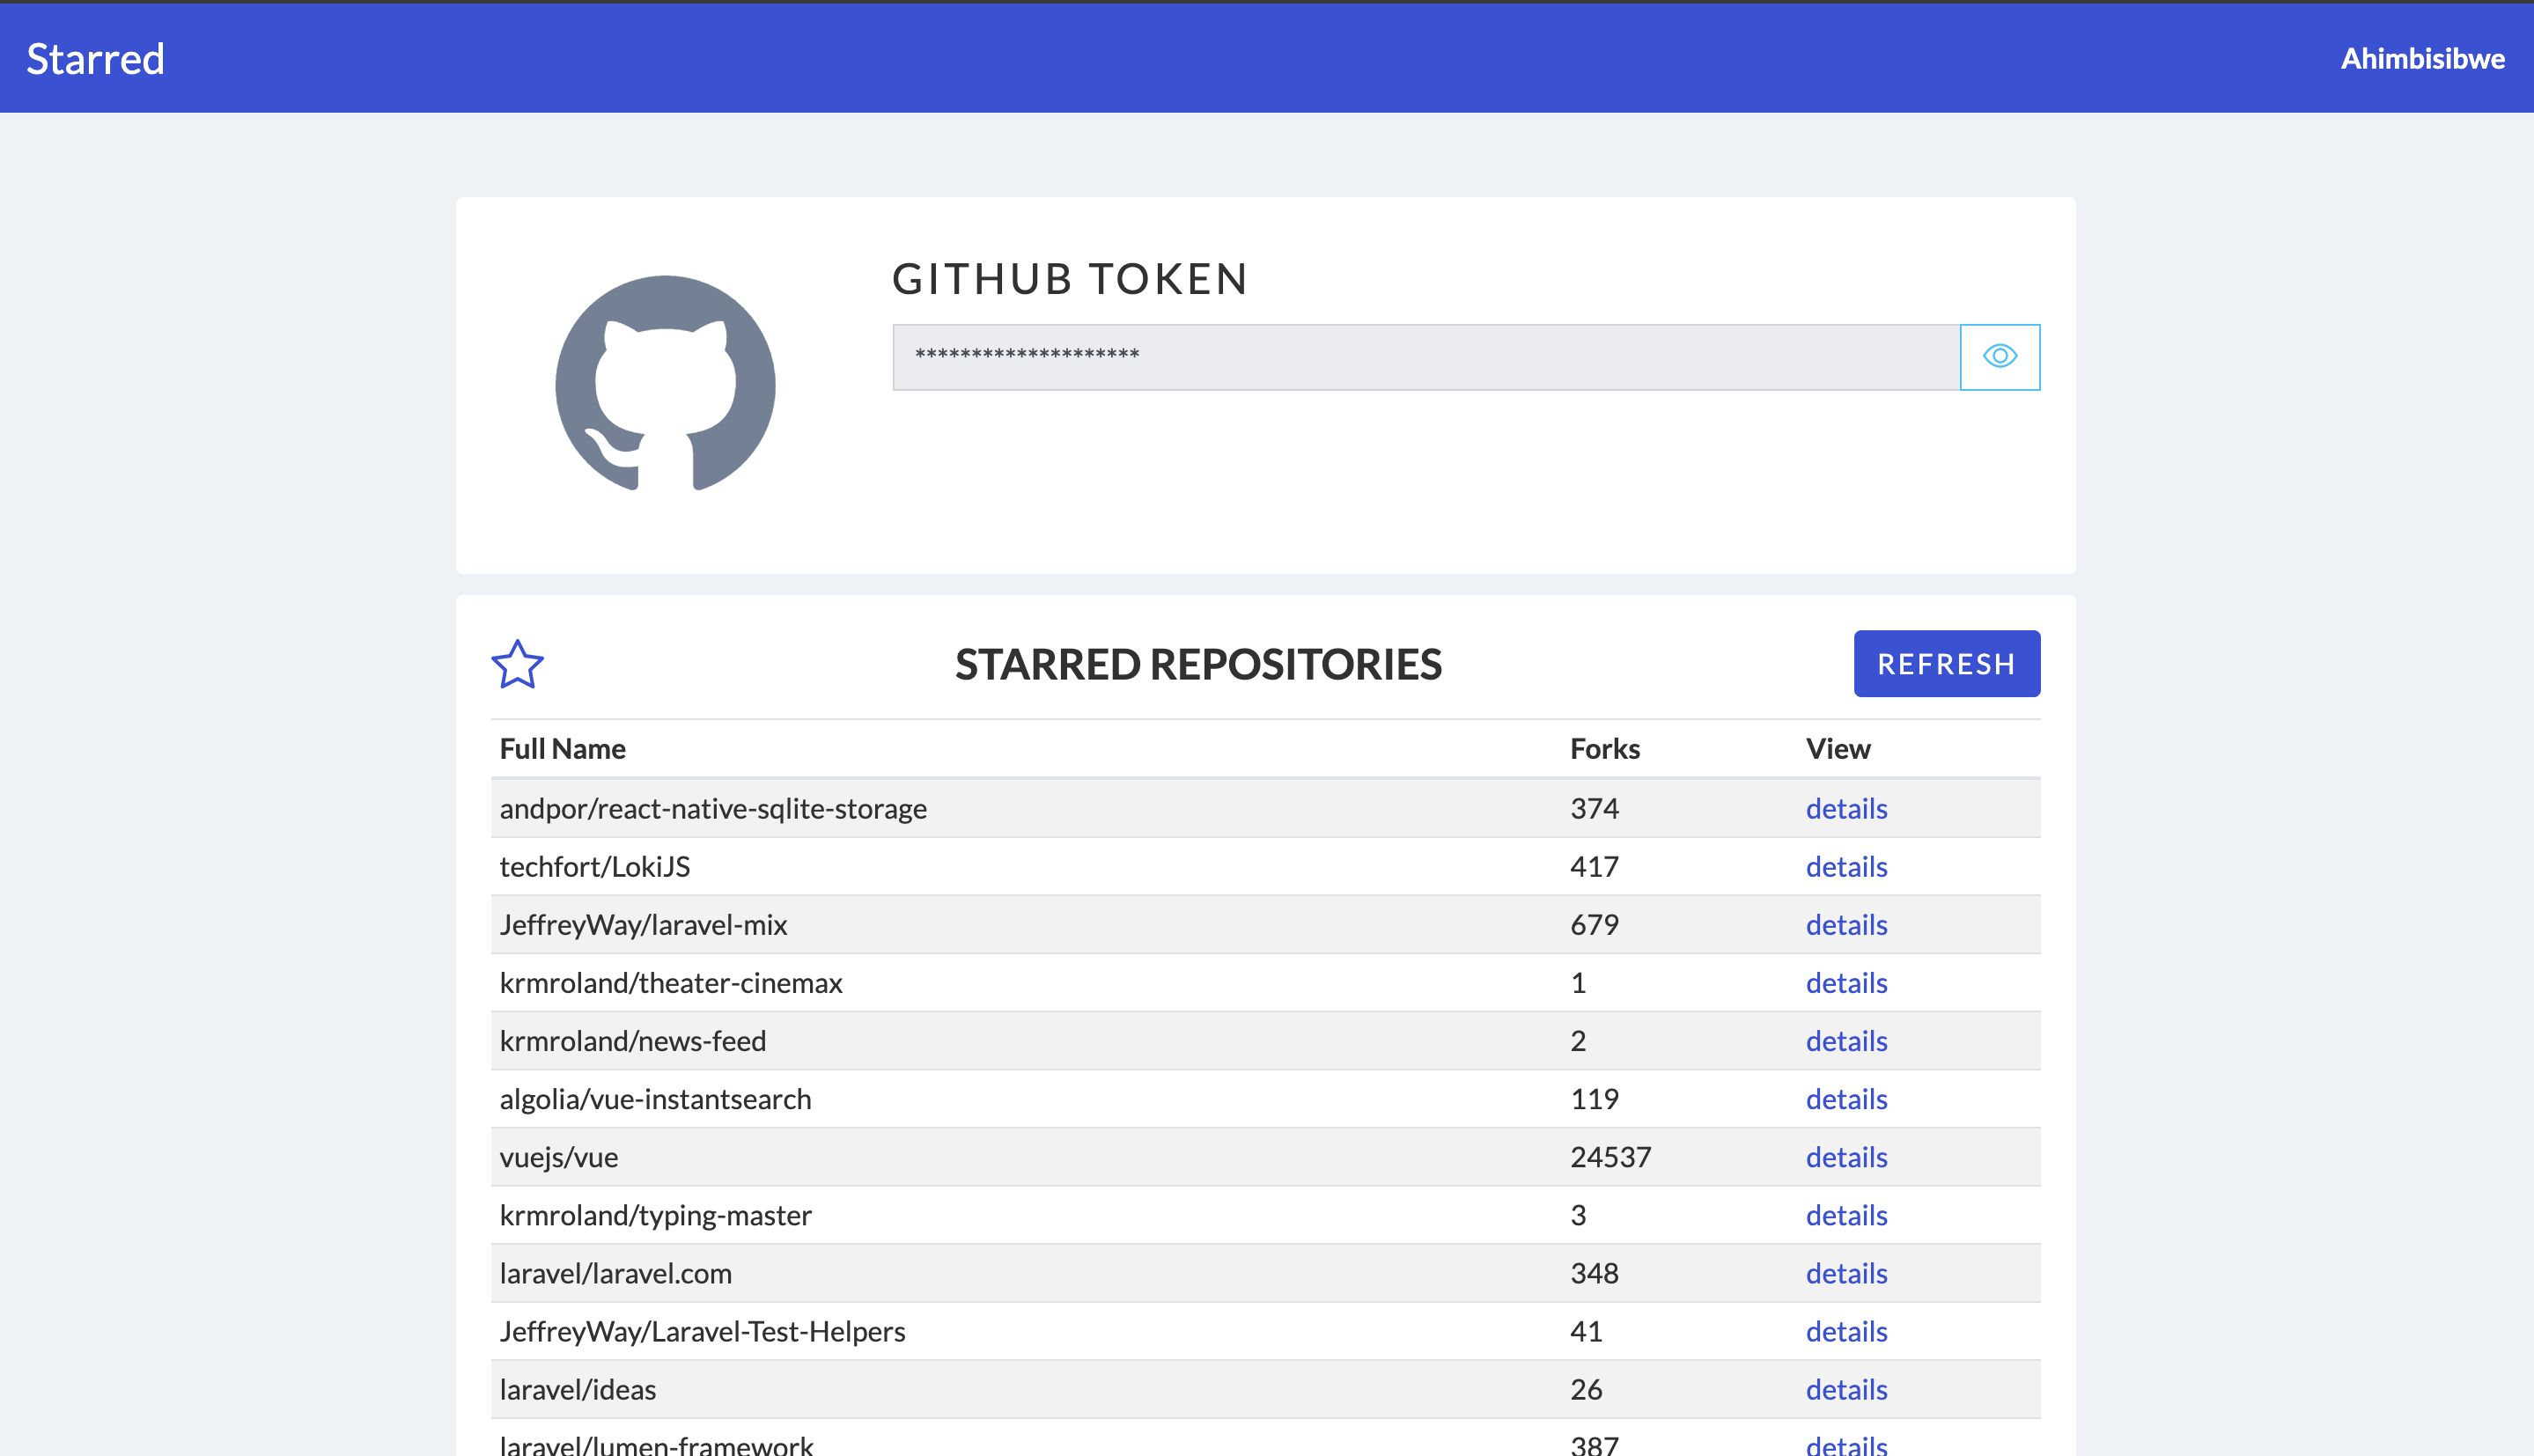 Starred Ahimbisibwe
GITHUB TOKEN
********************
STARRED REPOSITORIES REFRESH
Full Name Forks View
andpor/react-native-sqlite-storage 374 details
techfort/LokiJS 417 details
JeffreyWay/laravel-mix 679 details
krmroland/theater-cinemax 1 details
krmroland/news-feed 2 details
algolia/vue-instantsearch 119 details
vuejs/vue 24537 details
krmroland/typing-master 3 details
laravel/laravel.com 348 details
JeffreyWay/Laravel-Test-Helpers 41 details
laravel/ideas 26 details
laravel/lumen-framework 387 details